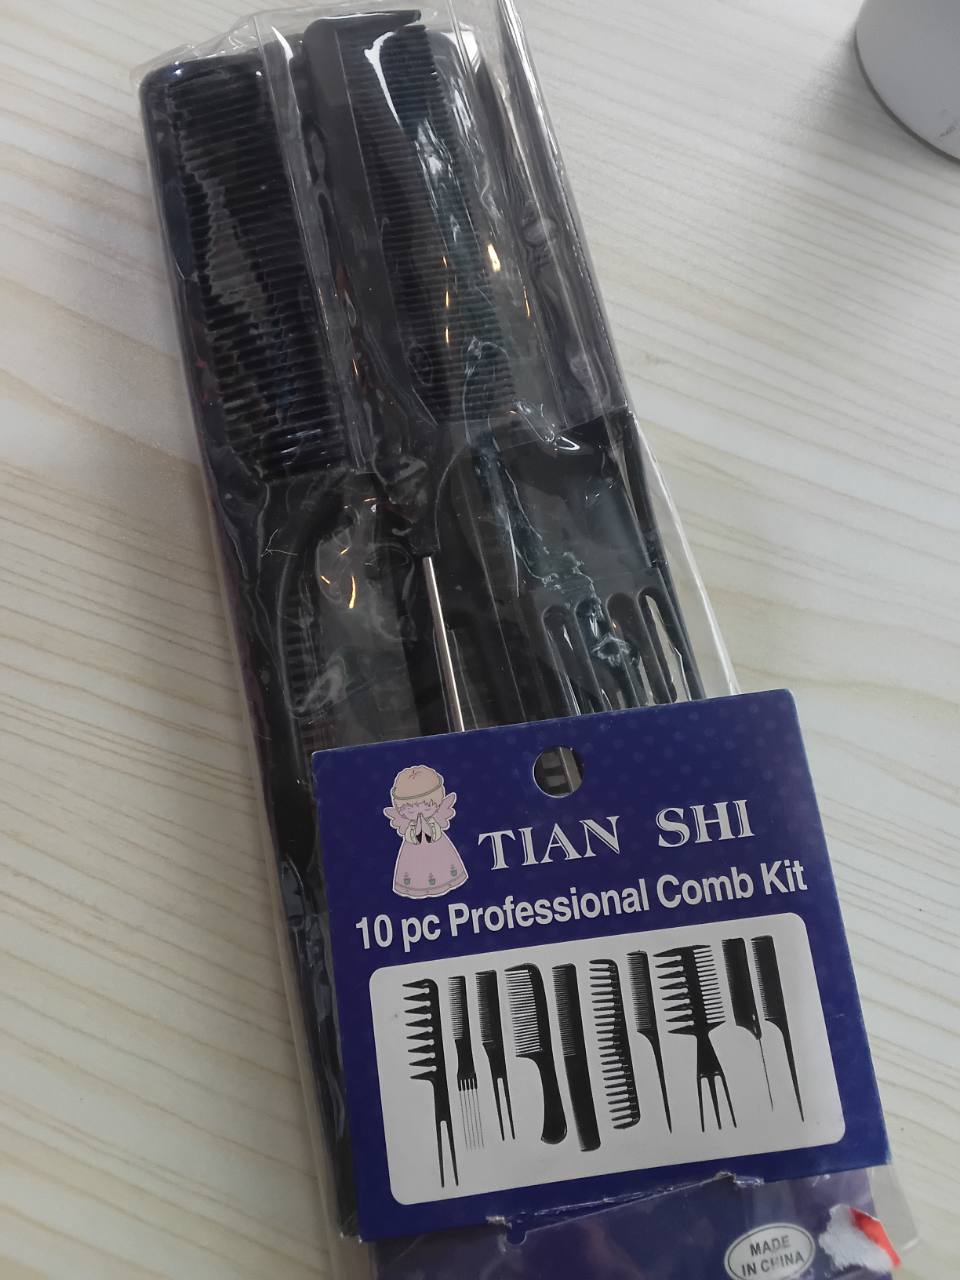 TIAN SHI
10 pc Professional Comb Kit
MADE
IN CHINA